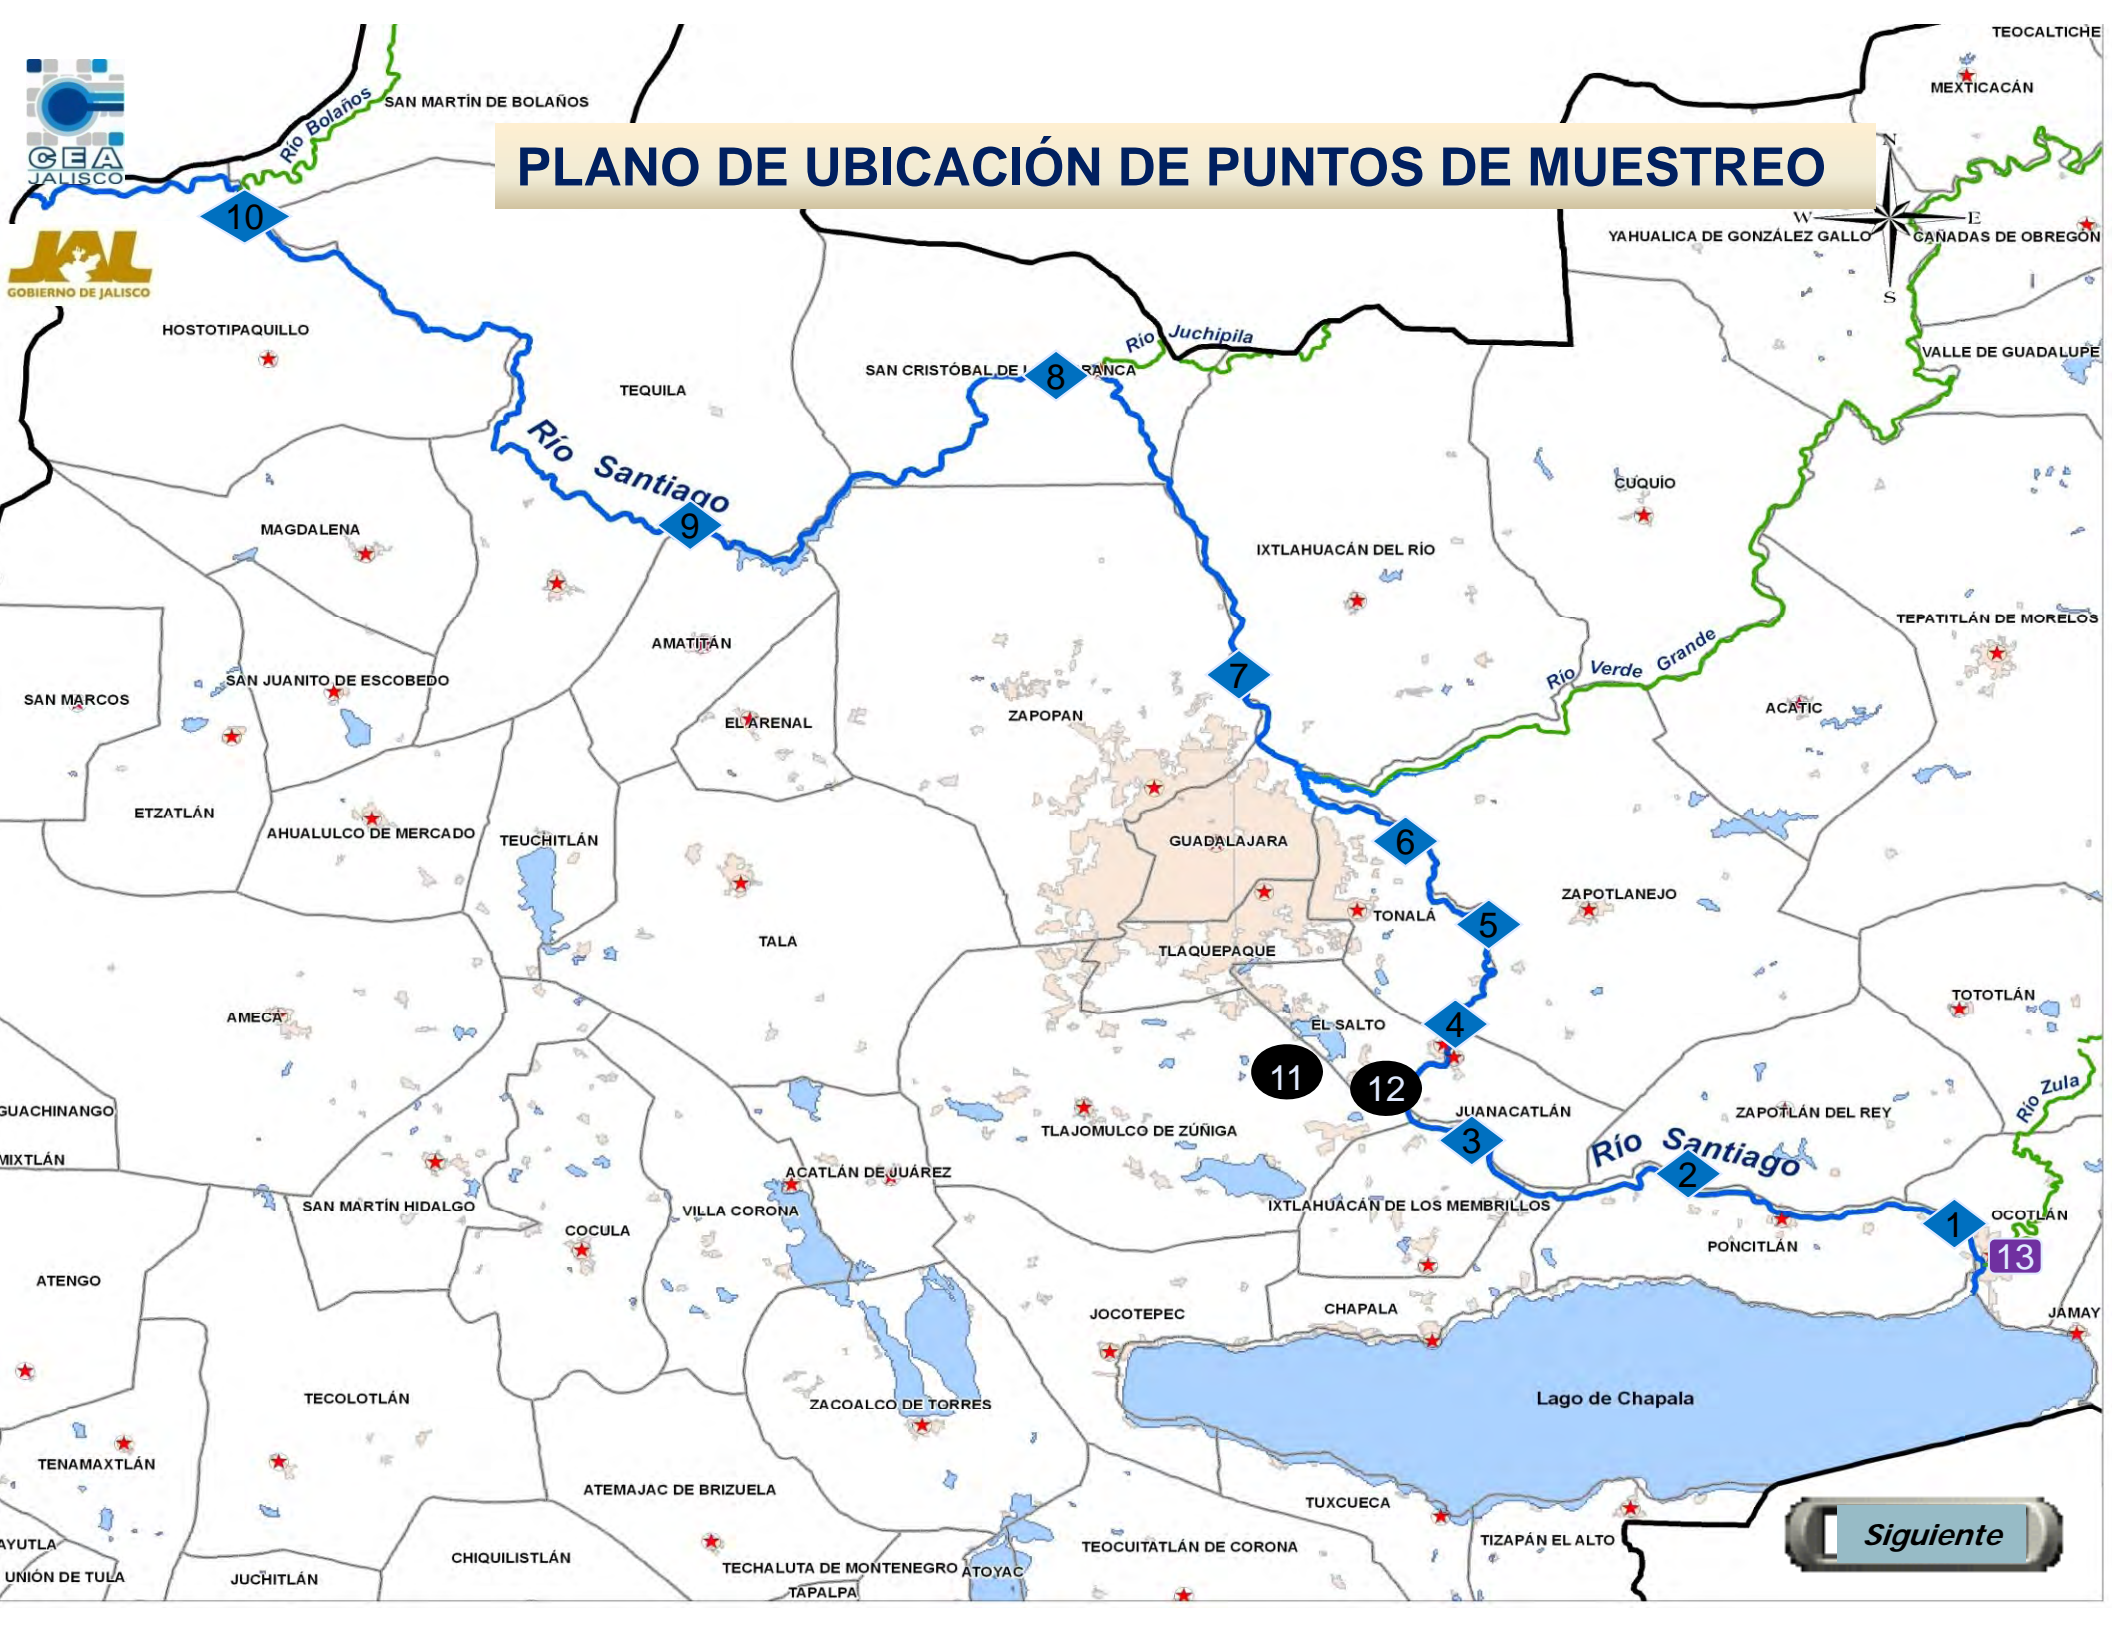 TEOCALTICHE
MEXTICACÁN
SAN MARTÍN DE BOLAÑOS
Río Bolaños
CEA
JALISCO
PLANO DE UBICACIÓN DE PUNTOS DE MUESTREO
N
W
E
S
10
YAHUALICA DE GONZÁLEZ GALLO
CAÑADAS DE OBREGÓN
JAL
GOBIERNO DE JALISCO
HOSTOTIPAQUILLO
Río Juchipila
VALLE DE GUADALUPE
SAN CRISTÓBAL DE
8
RANCA
TEQUILA
Río Santiago
CUQUÍO
9
MAGDALENA
IXTLAHUACÁN DEL RÍO
TEPATITLÁN DE MORELOS
AMATITÁN
Río Verde Grande
7
SAN JUANITO DE ESCOBEDO
SAN MARCOS
ZAPOPAN
EL ARENAL
ACATIC
ETZATLÁN
AHUALULCO DE MERCADO
TEUCHITLÁN
GUADALAJARA
6
ZAPOTLANEJO
TONALÁ
5
TALA
TLAQUEPAQUE
TOTOTLÁN
AMECA
EL SALTO
4
11
12
Río Zula
GUACHINANGO
JUANACATLÁN
ZAPOTLÁN DEL REY
TLAJOMULCO DE ZÚÑIGA
3
Río Santiago
MIXTLÁN
ACATLÁN DE JUÁREZ
2
SAN MARTÍN HIDALGO
VILLA CORONA
IXTLAHUACÁN DE LOS MEMBRILLOS
1
OCOTLÁN
COCULA
PONCITLÁN
13
ATENGO
JOCOTEPEC
CHAPALA
JAMAY
TECOLOTLÁN
ZACOALCO DE TORRES
Lago de Chapala
TENAMAXTLÁN
ATEMAJAC DE BRIZUELA
TUXCUECA
Siguiente
AYUTLA
TEOCUITATLÁN DE CORONA
TIZAPÁN EL ALTO
CHIQUILISTLÁN
UNIÓN DE TULA
JUCHITLÁN
TECHALUTA DE MONTENEGRO
ATOYAC
TAPALPA